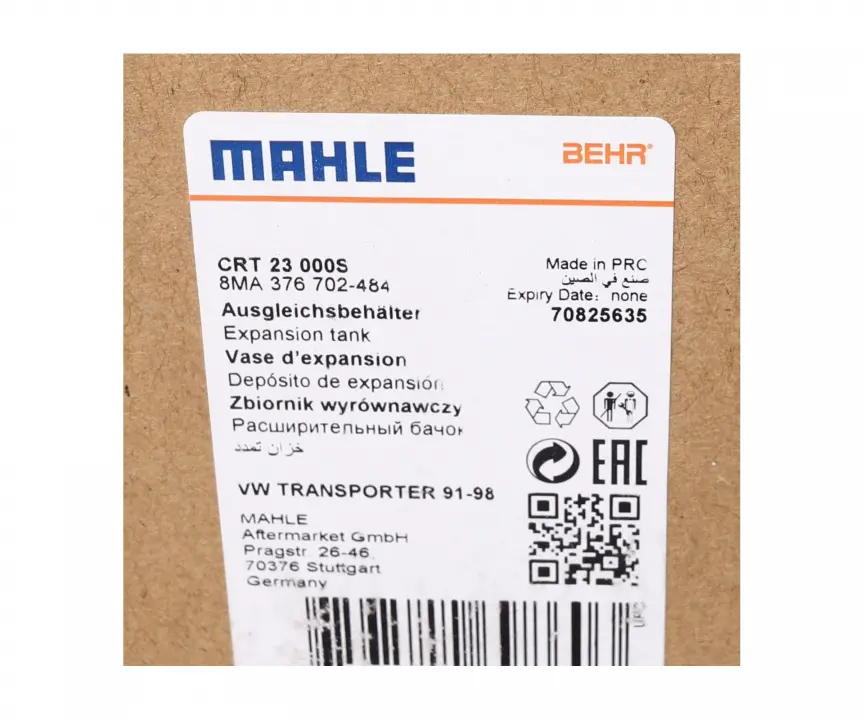 MAHLE
BEHR®
CRT 23 000S
8MA 376 702-484
Ausgleichsbehälter
Expansion tank
Vase d'expansion
Depósito de expansión
Zbiornik wyrównawczy
Расширительный бачок
خزان تمدد
Made in PRC
صنع في الصين
Expiry Date: none
70825635
EAC
VW TRANSPORTER 91-98
MAHLE
Aftermarket GmbH
Pragstr. 26-46,
70376 Stuttgart
Germany